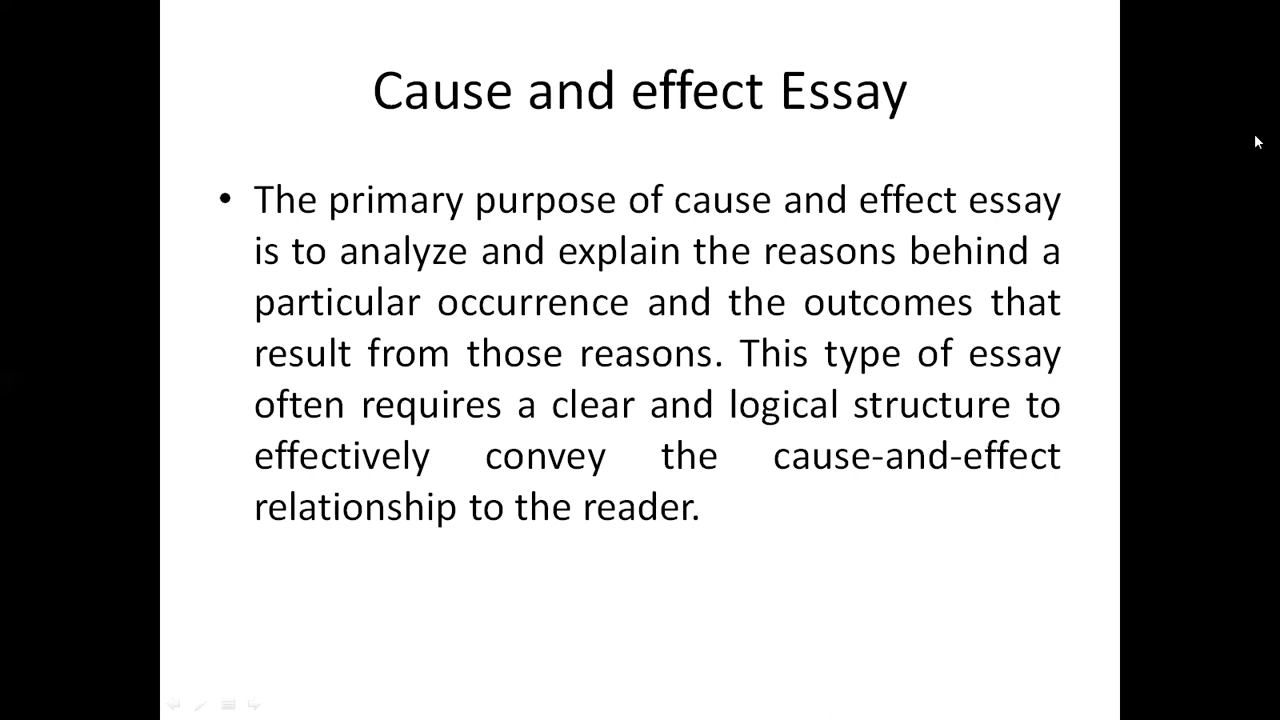 Cause and effect Essay
• The primary purpose of cause and effect essay
is to analyze and explain the reasons behind a
particular occurrence and the outcomes that
result from those reasons. This type of essay
often requires a clear and logical structure to
effectively convey the cause-and-effect
relationship to the reader.